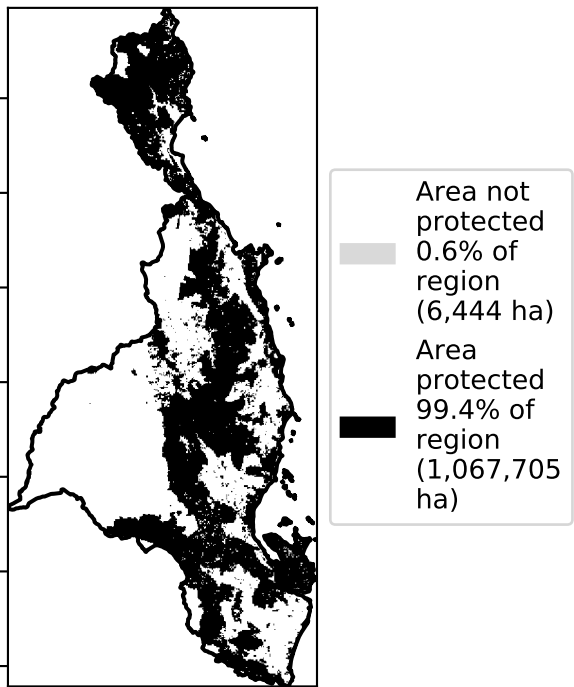 Area not
protected
0.6% of
region
(6,444 ha)
Area
protected
99.4% of
region
(1,067,705
ha)